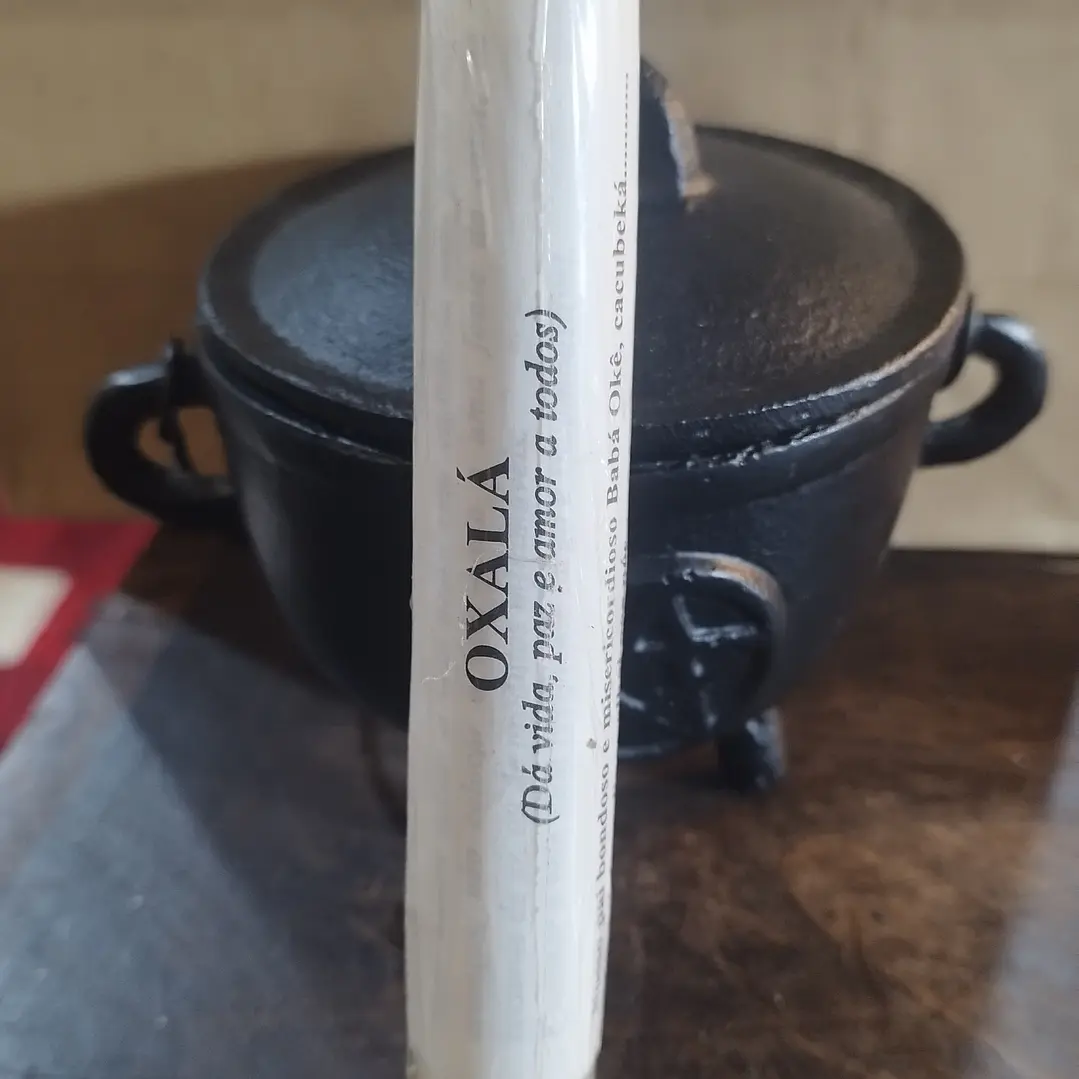 OXALÁ
(Dá vida, paz e amor a todos)
pai bondoso e misericordioso Babá Okê, cacubeká..........